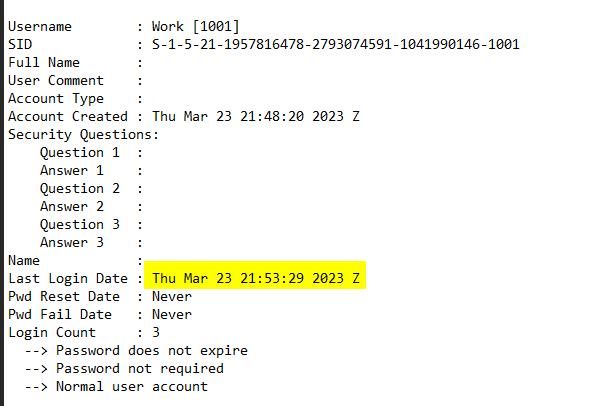 Username        : Work [1001]
SID             : S-1-5-21-1957816478-2793074591-1041990146-1001
Full Name       :
User Comment    :
Account Type    :
Account Created : Thu Mar 23 21:48:20 2023 Z
Security Questions:
    Question 1  :
    Answer 1    :
    Question 2  :
    Answer 2    :
    Question 3  :
    Answer 3    :
Name            :
Last Login Date : Thu Mar 23 21:53:29 2023 Z
Pwd Reset Date  : Never
Pwd Fail Date   : Never
Login Count     : 3
  --> Password does not expire
  --> Password not required
  --> Normal user account